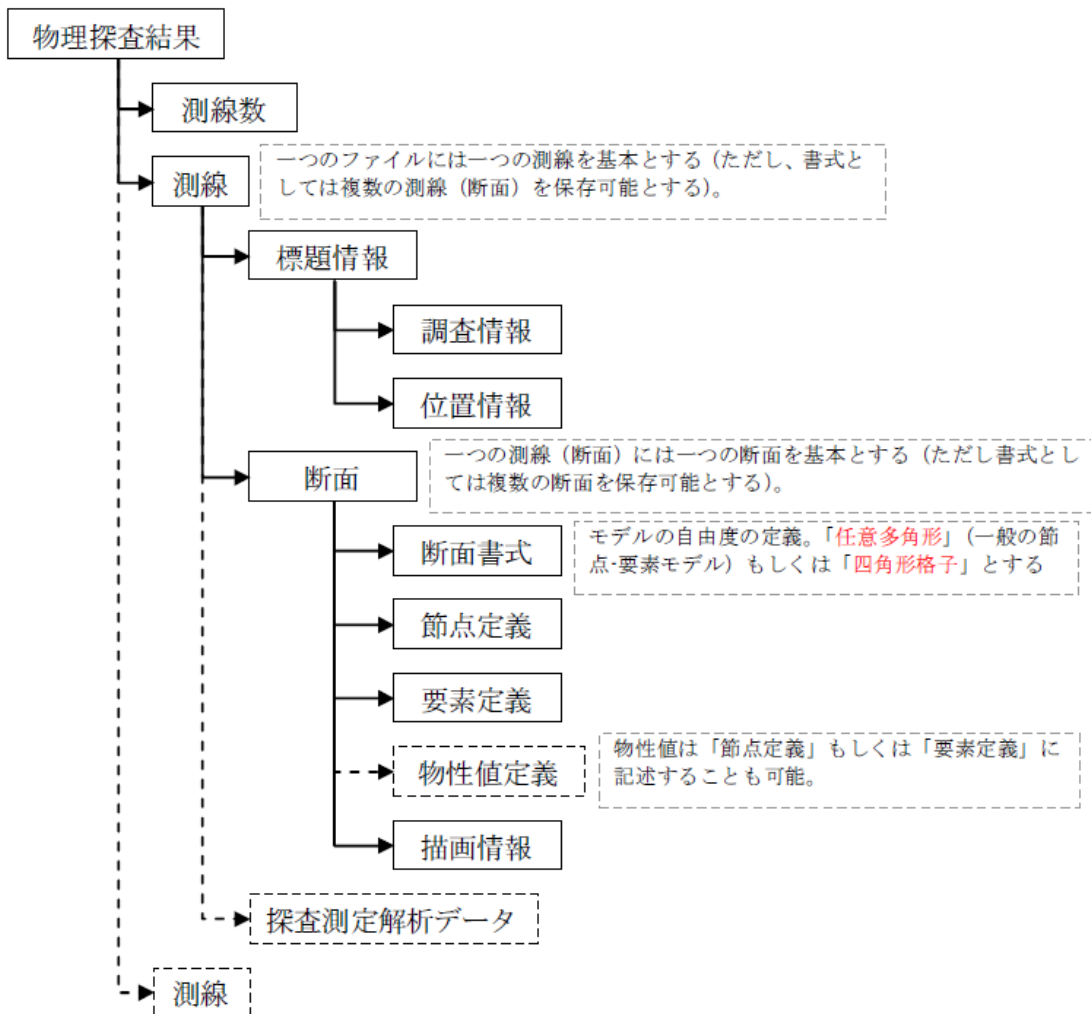 物理探査結果
測線数
測線
一つのファイルには一つの測線を基本とする（ただし、書式と
しては複数の測線（断面）を保存可能とする）。
標題情報
調査情報
位置情報
断面
一つの測線（断面）には一つの断面を基本とする（ただし書式とし
ては複数の断面を保存可能とする）。
断面書式
モデルの自由度の定義。「任意多角形」（一般の節
点-要素モデル）もしくは「四角形格子」とする
節点定義
要素定義
物性値定義
物性値は「節点定義」もしくは「要素定義」に
記述することも可能。
描画情報
探査測定解析データ
測線